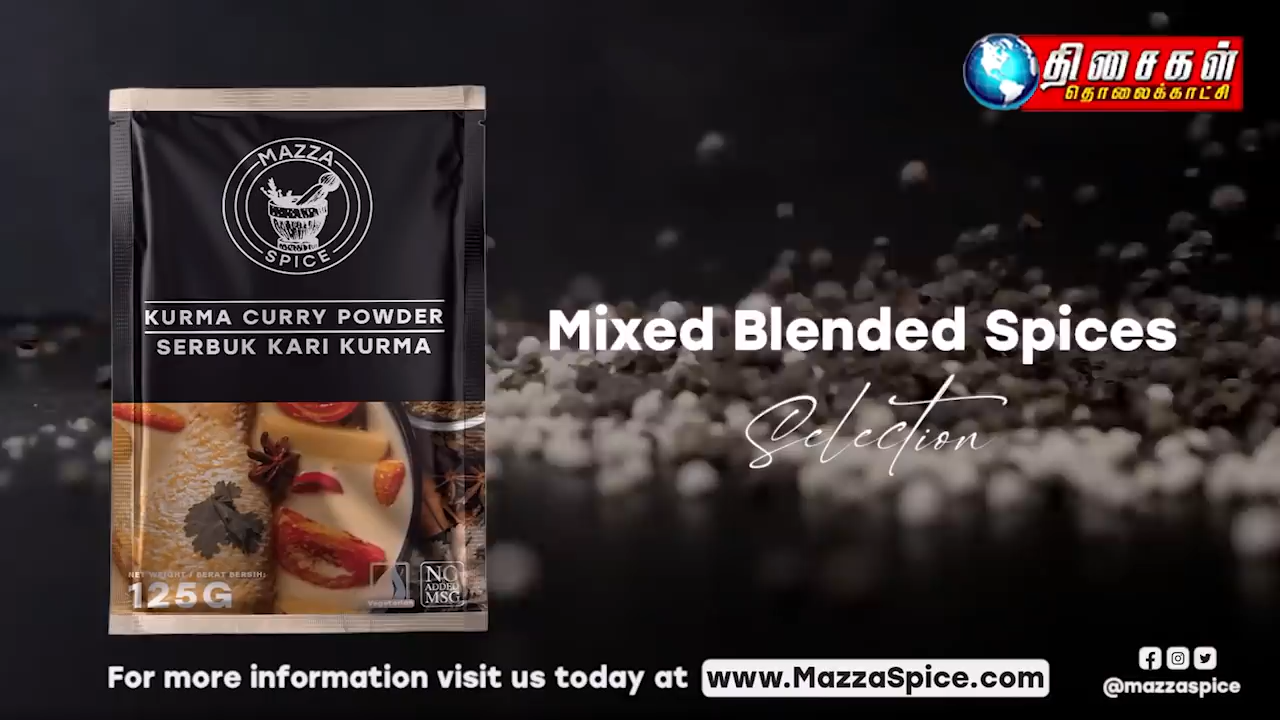 திசைகள்
தொலைக்காட்சி
MAZZA
SPICE
KURMA CURRY POWDER
SERBUK KARI KURMA
Mixed Blended Spices
Selection
NET WEIGHT / BERAT BERSIH:
125G
Vegetarian
NO
ADDED
MSG
For more information visit us today at www.MazzaSpice.com
@mazzaspice